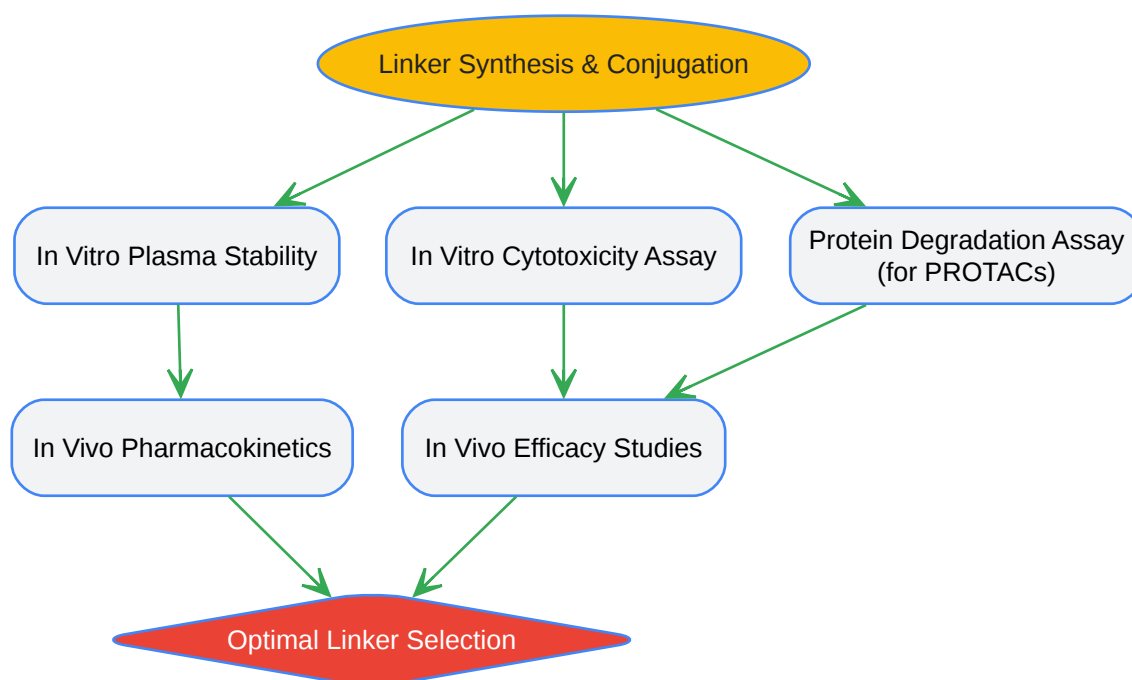 Linker Synthesis & Conjugation
In Vitro Plasma Stability
In Vitro Cytotoxicity Assay
Protein Degradation Assay
(for PROTACs)
In Vivo Pharmacokinetics
In Vivo Efficacy Studies
Optimal Linker Selection